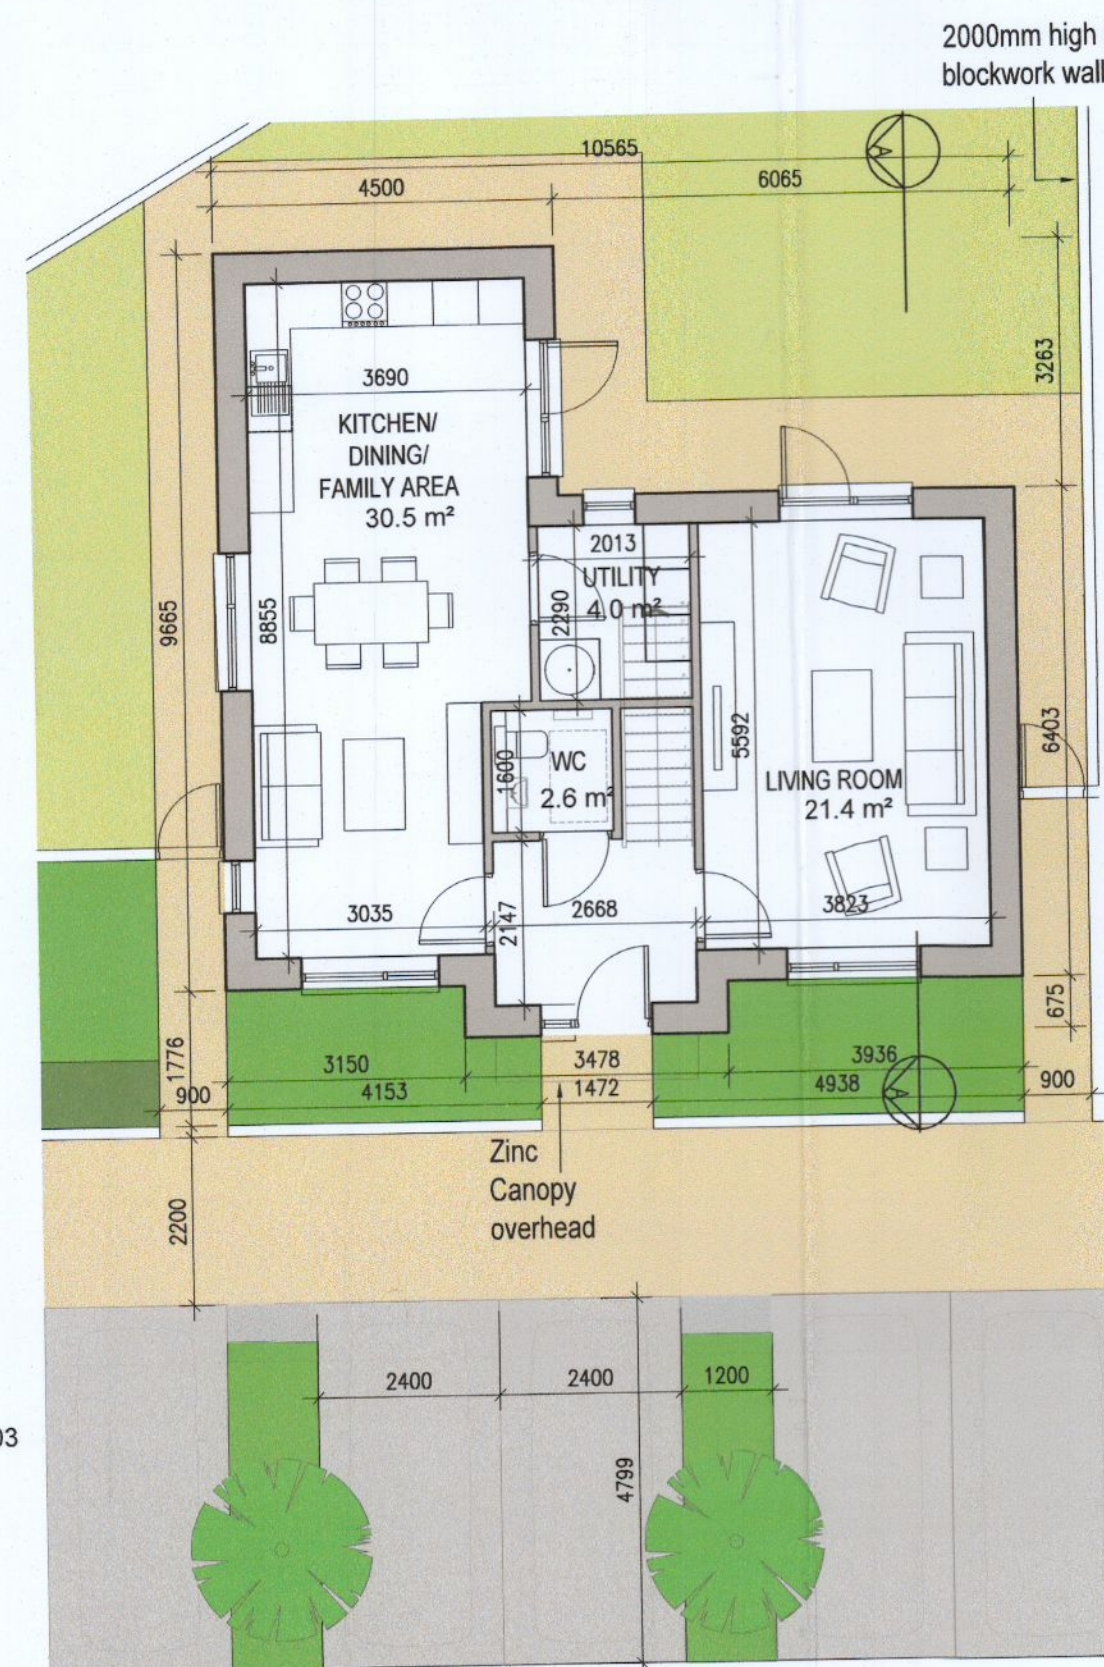 2000mm high
blockwork wall
10565
4500
6065
A
3263
3690
KITCHEN/
DINING/
FAMILY AREA
30.5 m²
2013
UTILITY
4.0 m²
2290
9665
8855
5592
6403
1600
WC
2.6 m²
LIVING ROOM
21.4 m²
3035
2147
2668
3823
675
1776
3150
3478
3936
900
4153
1472
4938
A
900
Zinc
Canopy
overhead
2200
2400
2400
1200
03
4799